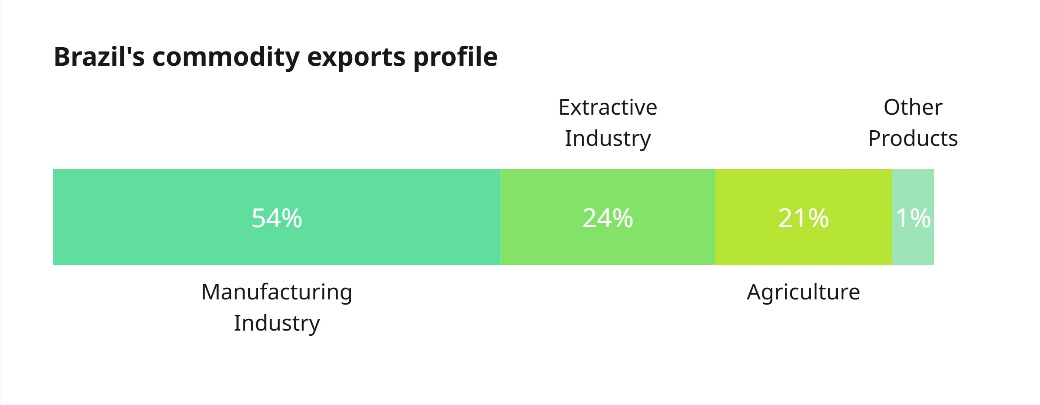 Brazil's commodity exports profile
Extractive
Industry
Other
Products
54%
24%
21%
1%
Manufacturing
Industry
Agriculture